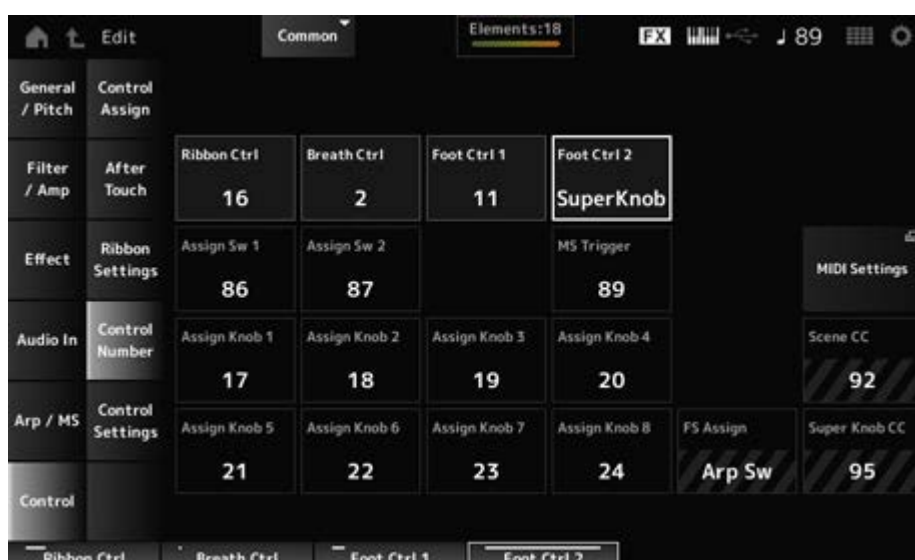 Edit
Common
Elements:18
FX
♩ 89
General
/ Pitch
Control
Assign
Filter
/ Amp
After
Touch
Ribbon Ctrl
Breath Ctrl
Foot Ctrl 1
Foot Ctrl 2
16
2
11
SuperKnob
Effect
Ribbon
Settings
Assign Sw 1
Assign Sw 2
MS Trigger
MIDI Settings
86
87
89
Audio In
Control
Number
Assign Knob 1
Assign Knob 2
Assign Knob 3
Assign Knob 4
Scene CC
17
18
19
20
92
Arp / MS
Control
Settings
Assign Knob 5
Assign Knob 6
Assign Knob 7
Assign Knob 8
FS Assign
Super Knob CC
21
22
23
24
Arp Sw
95
Control
Ribbon Ctrl
Breath Ctrl
Foot Ctrl 1
Foot Ctrl 2